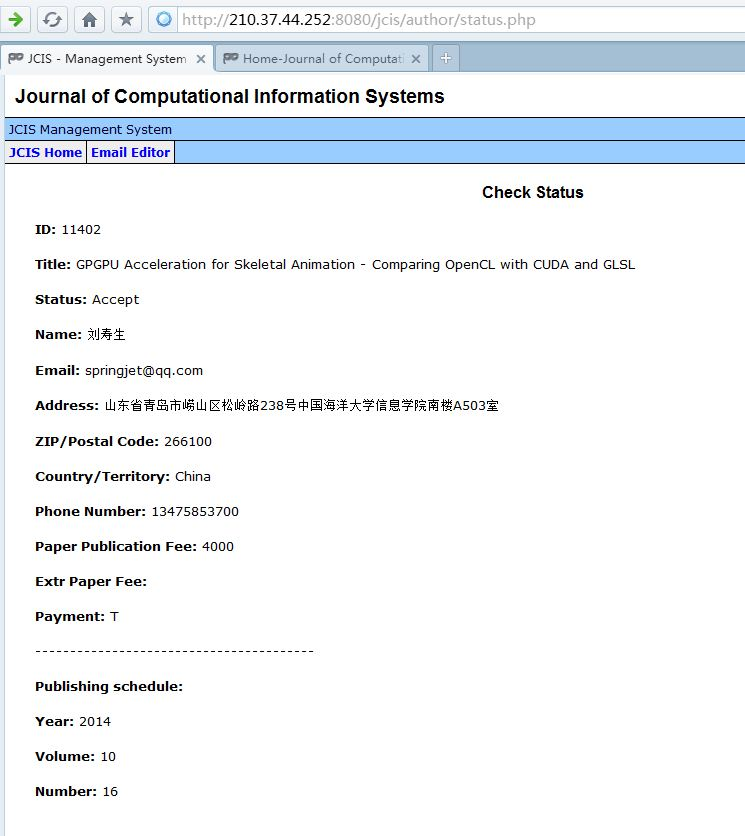 http://210.37.44.252:8080/jcis/author/status.php
JCIS - Management System
Home-Journal of Computati
Journal of Computational Information Systems
JCIS Management System
JCIS Home Email Editor
Check Status
ID: 11402
Title: GPGPU Acceleration for Skeletal Animation - Comparing OpenCL with CUDA and GLSL
Status: Accept
Name: 刘寿生
Email: springjet@qq.com
Address: 山东省青岛市崂山区松岭路238号中国海洋大学信息学院南楼A503室
ZIP/Postal Code: 266100
Country/Territory: China
Phone Number: 13475853700
Paper Publication Fee: 4000
Extr Paper Fee:
Payment: T
----------------------------------------
Publishing schedule:
Year: 2014
Volume: 10
Number: 16